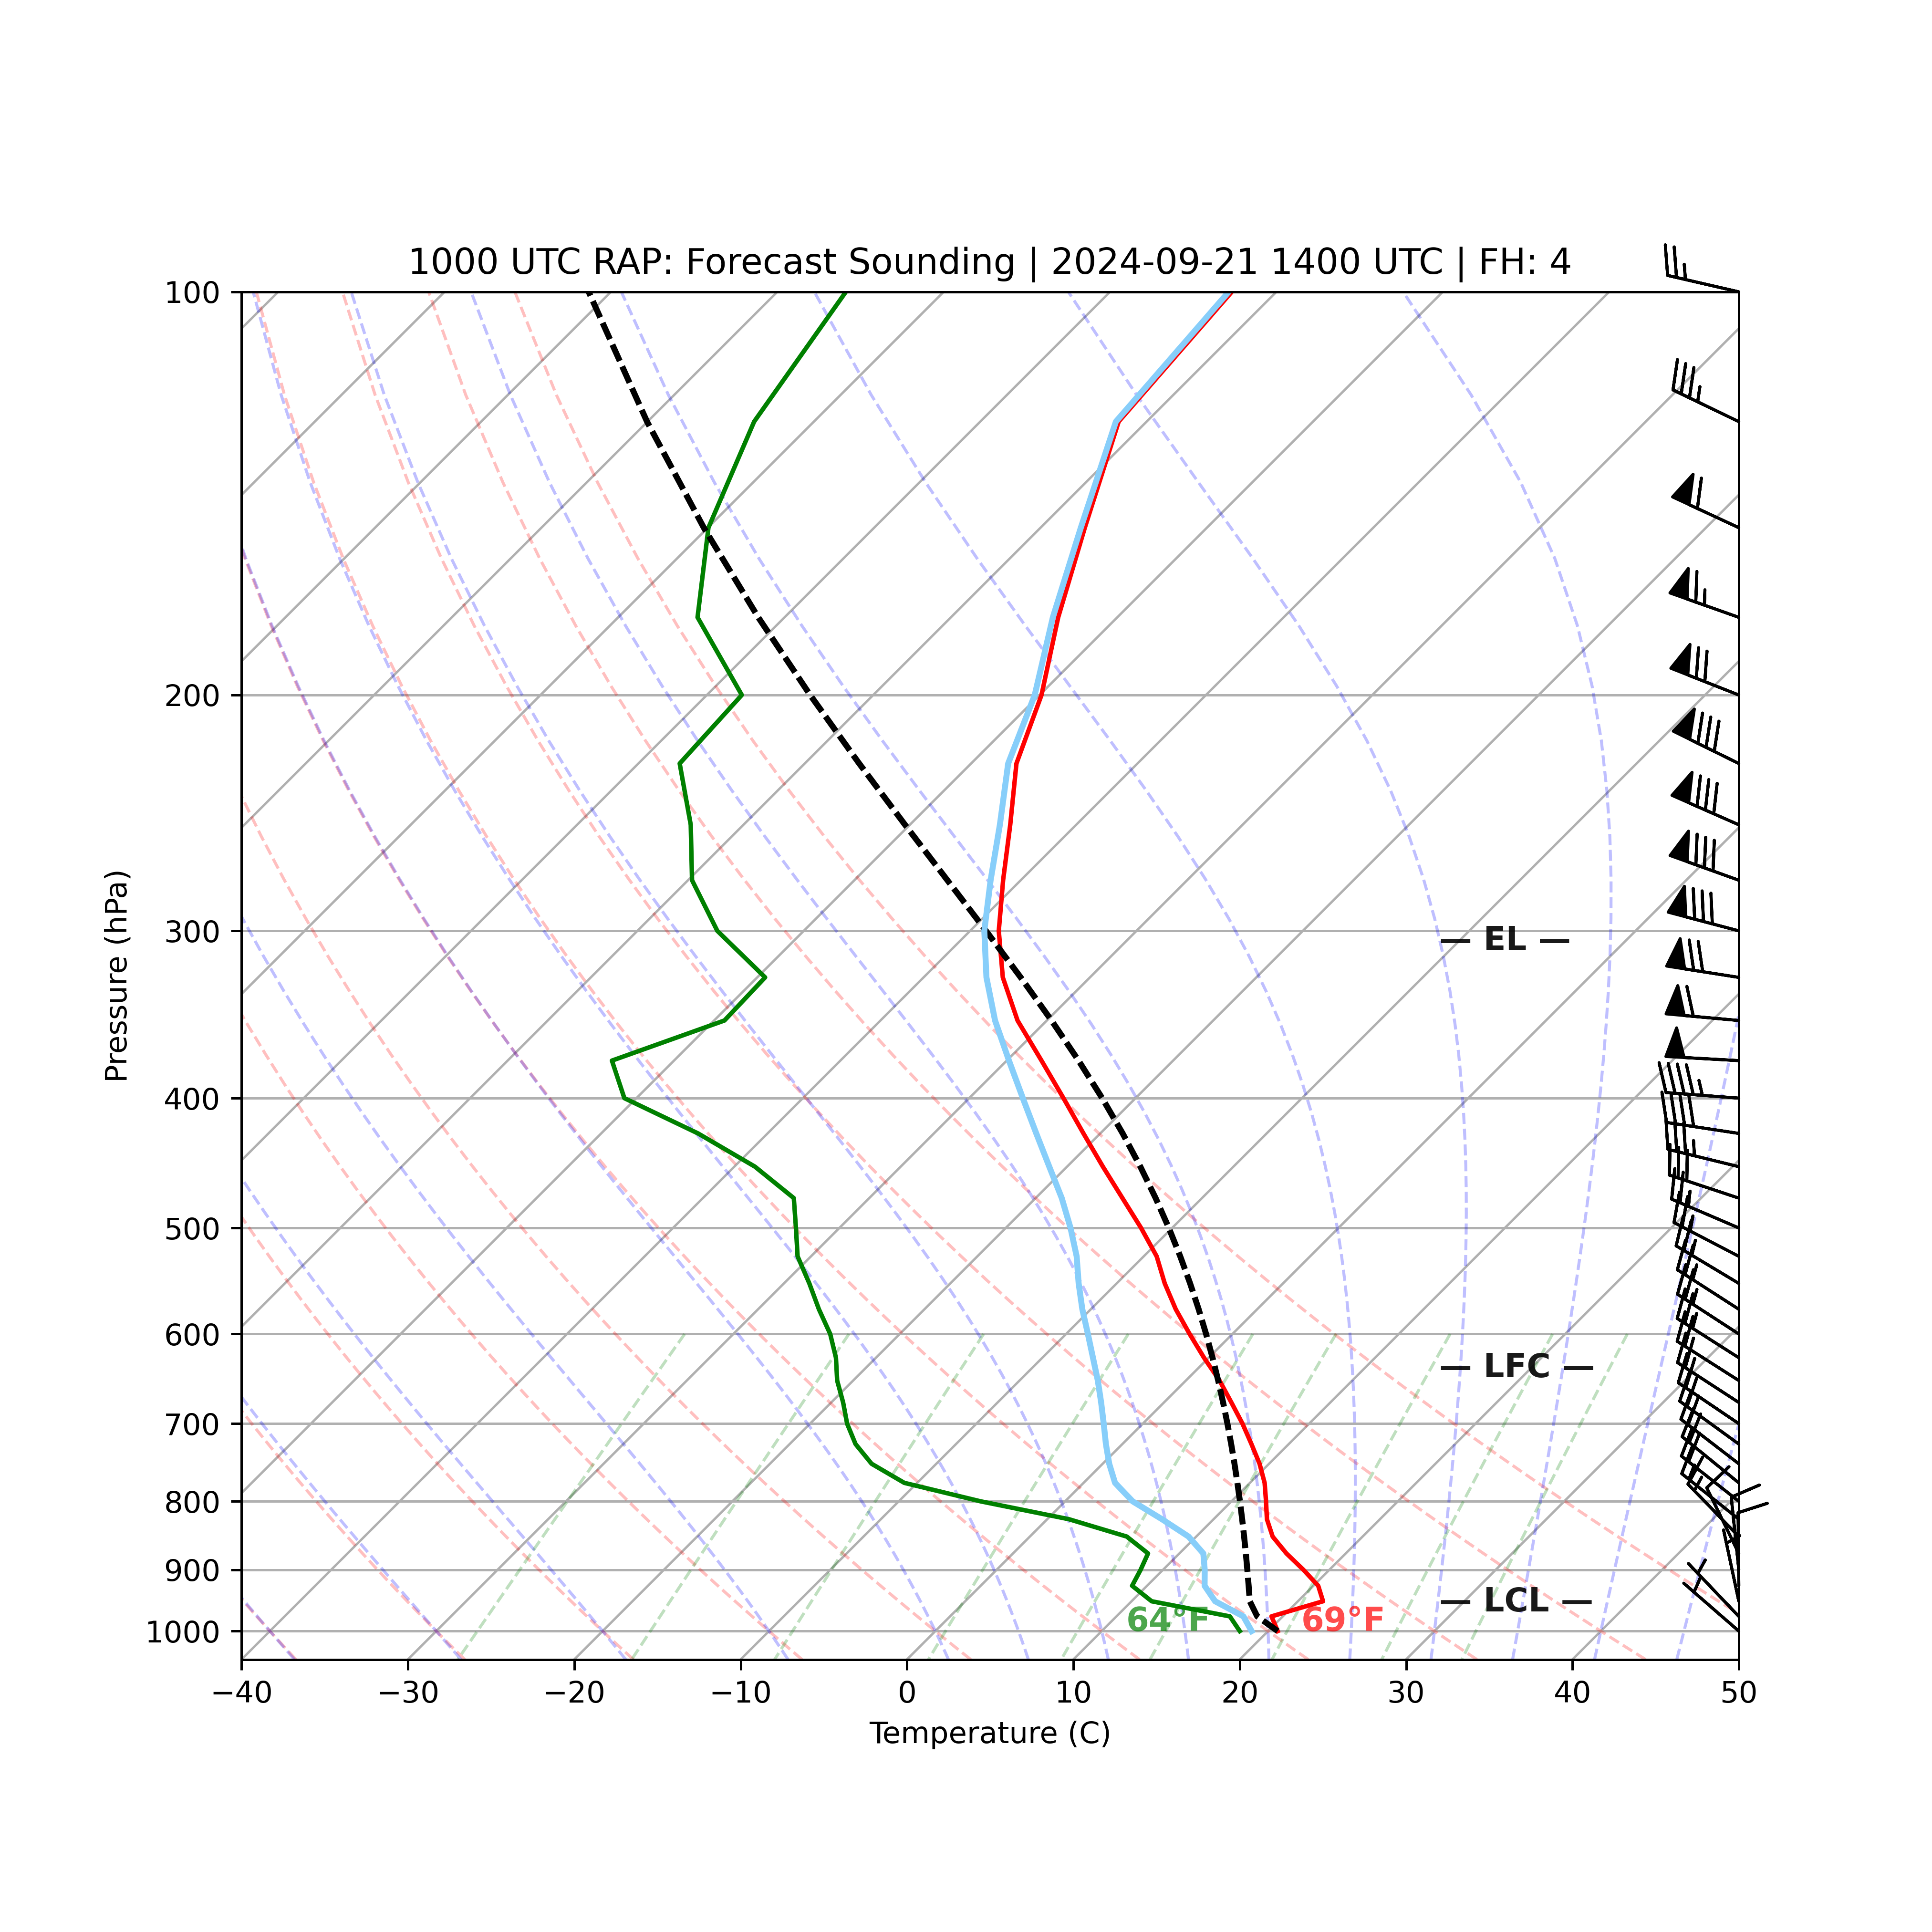 1000 UTC RAP: Forecast Sounding | 2024-09-21 1400 UTC | FH: 4
100
200
300
400
500
600
700
800
900
1000
Pressure (hPa)
— EL —
— LFC —
— LCL —
64°F
69°F
−40 −30 −20 −10 0 10 20 30 40 50
Temperature (C)